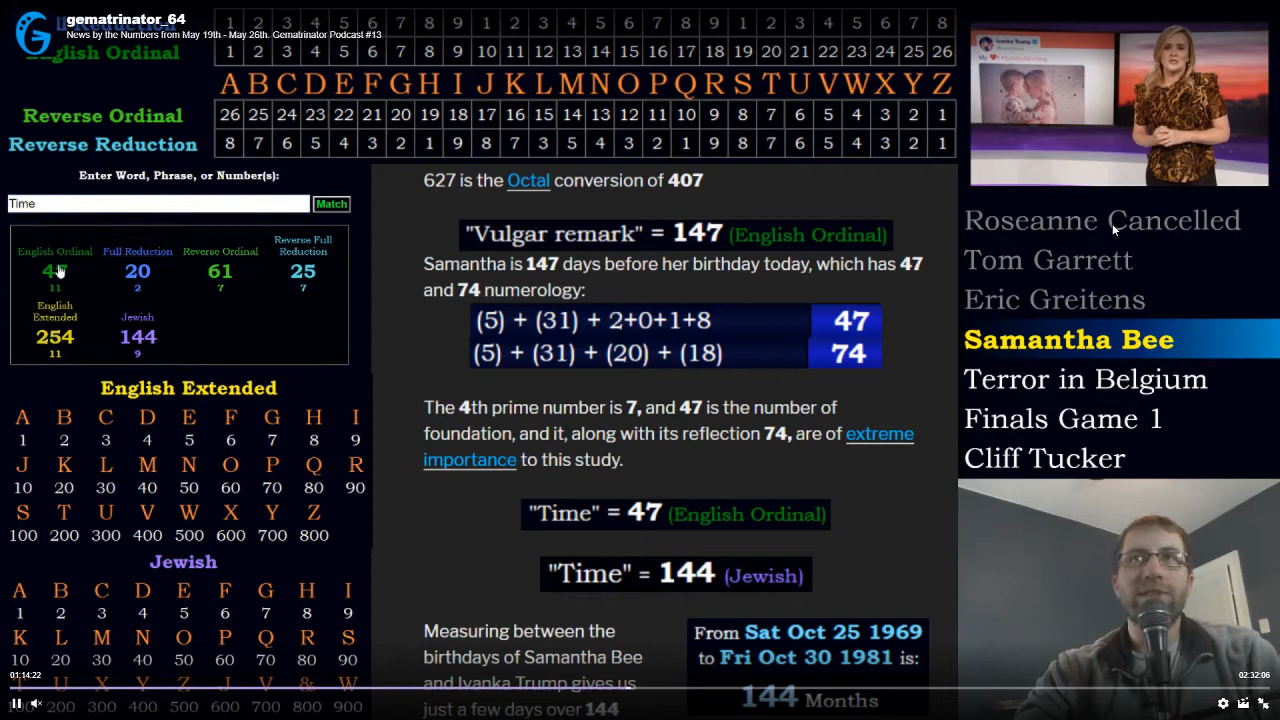 gematrinator_64
News by the Numbers from May 19th - May 26th. Gematrinator Podcast #13
Full Reduction
1 2 3 4 5 6 7 8 9 1 2 3 4 5 6 7 8 9 1 2 3 4 5 6 7 8
English Ordinal
1 2 3 4 5 6 7 8 9 10 11 12 13 14 15 16 17 18 19 20 21 22 23 24 25 26
A B C D E F G H I J K L M N O P Q R S T U V W X Y Z
Reverse Ordinal
26 25 24 23 22 21 20 19 18 17 16 15 14 13 12 11 10 9 8 7 6 5 4 3 2 1
Reverse Reduction
8 7 6 5 4 3 2 1 9 8 7 6 5 4 3 2 1 9 8 7 6 5 4 3 2 1
Enter Word, Phrase, or Number(s):
Time
Match
English Ordinal
47
11
Full Reduction
20
2
Reverse Ordinal
61
7
Reverse Full
Reduction
25
7
English
Extended
254
11
Jewish
144
9
English Extended
A B C D E F G H I
1 2 3 4 5 6 7 8 9
J K L M N O P Q R
10 20 30 40 50 60 70 80 90
S T U V W X Y Z
100 200 300 400 500 600 700 800
Jewish
A B C D E F G H I
1 2 3 4 5 6 7 8 9
K L M N O P Q R S
10 20 30 40 50 60 70 80 90
T U X Y Z J V & W
100 200 300 400 500 600 700 800 900
627 is the Octal conversion of 407
"Vulgar remark" = 147 (English Ordinal)
Samantha is 147 days before her birthday today, which has 47
and 74 numerology:
(5) + (31) + 2+0+1+8 47
(5) + (31) + (20) + (18) 74
The 4th prime number is 7, and 47 is the number of
foundation, and it, along with its reflection 74, are of extreme
importance to this study.
"Time" = 47 (English Ordinal)
"Time" = 144 (Jewish)
Measuring between the
birthdays of Samantha Bee
and Ivanka Trump gives us
just a few days over 144
From Sat Oct 25 1969
to Fri Oct 30 1981 is:
144 Months
Ivanka Trump
My
Roseanne Cancelled
Tom Garrett
Eric Greitens
Samantha Bee
Terror in Belgium
Finals Game 1
Cliff Tucker
01:14:22
02:32:06